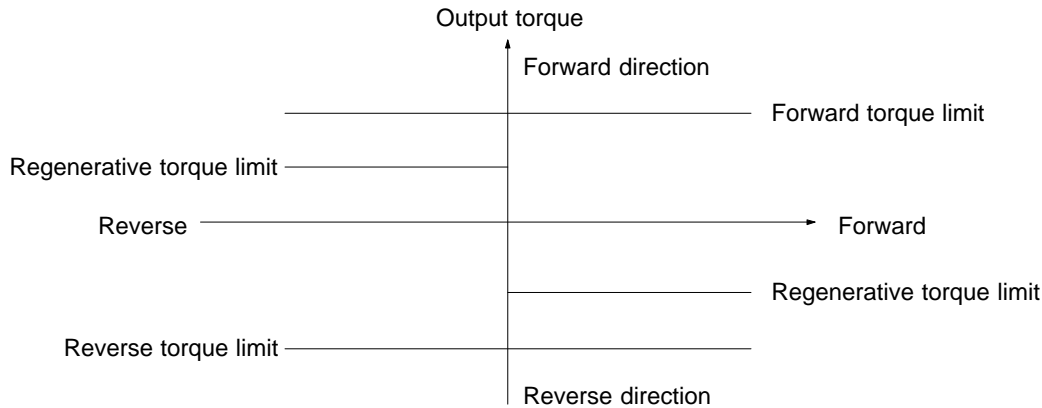 Output torque
Forward direction
Forward torque limit
Regenerative torque limit
Reverse
Forward
Regenerative torque limit
Reverse torque limit
Reverse direction